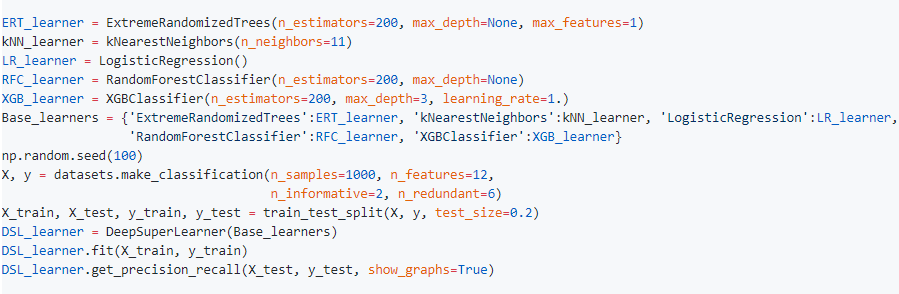 ERT_learner = ExtremeRandomizedTrees(n_estimators=200, max_depth=None, max_features=1)
kNN_learner = kNearestNeighbors(n_neighbors=11)
LR_learner = LogisticRegression()
RFC_learner = RandomForestClassifier(n_estimators=200, max_depth=None)
XGB_learner = XGBClassifier(n_estimators=200, max_depth=3, learning_rate=1.)
Base_learners = {'ExtremeRandomizedTrees':ERT_learner, 'kNearestNeighbors':kNN_learner, 'LogisticRegression':LR_learner,
'RandomForestClassifier':RFC_learner, 'XGBClassifier':XGB_learner}
np.random.seed(100)
X, y = datasets.make_classification(n_samples=1000, n_features=12,
n_informative=2, n_redundant=6)
X_train, X_test, y_train, y_test = train_test_split(X, y, test_size=0.2)
DSL_learner = DeepSuperLearner(Base_learners)
DSL_learner.fit(X_train, y_train)
DSL_learner.get_precision_recall(X_test, y_test, show_graphs=True)